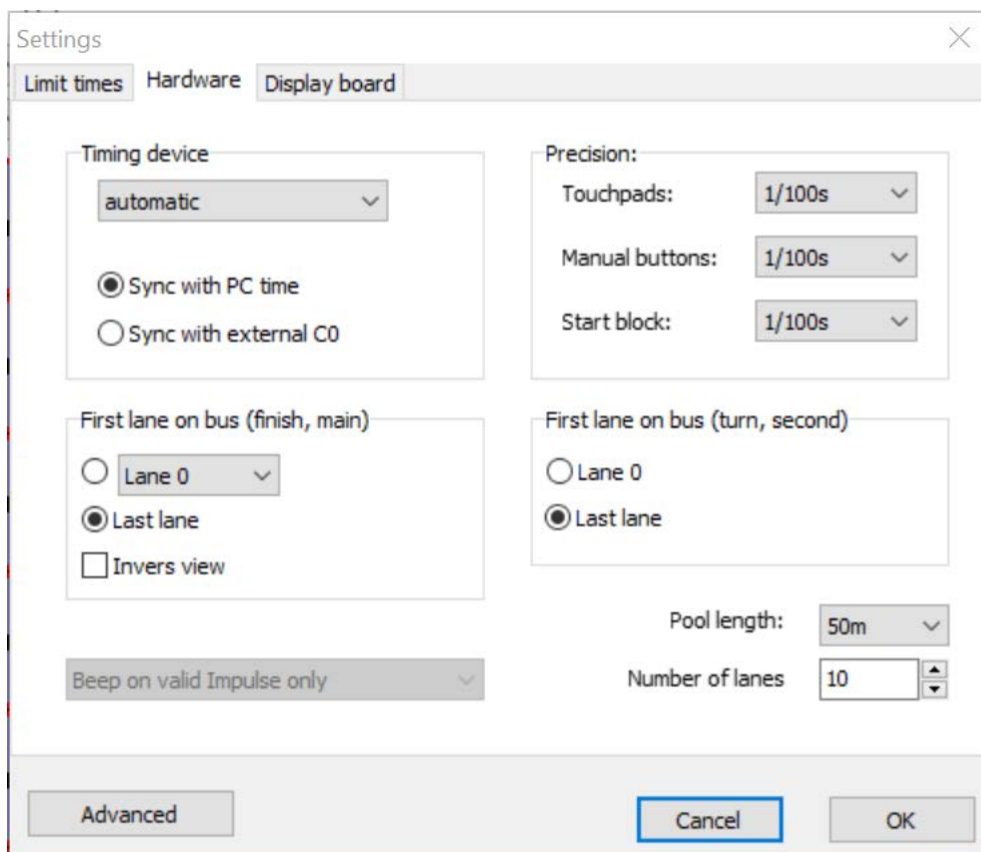 Settings
Limit times Hardware Display board
Timing device
automatic
Sync with PC time
Sync with external C0
Precision:
Touchpads: 1/100s
Manual buttons: 1/100s
Start block: 1/100s
First lane on bus (finish, main)
Lane 0
Last lane
Invers view
First lane on bus (turn, second)
Lane 0
Last lane
Pool length: 50m
Beep on valid Impulse only
Number of lanes 10
Advanced Cancel OK